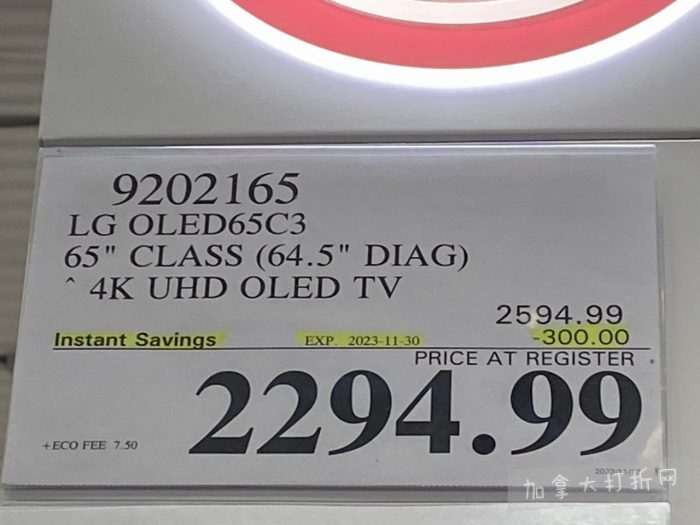 9202165
LG OLED65C3
65" CLASS (64.5" DIAG)
^ 4K UHD OLED TV
2594.99
Instant Savings EXP. 2023-11-30 -300.00
PRICE AT REGISTER
2294.99
+ECO FEE 7.50
加拿大打折网